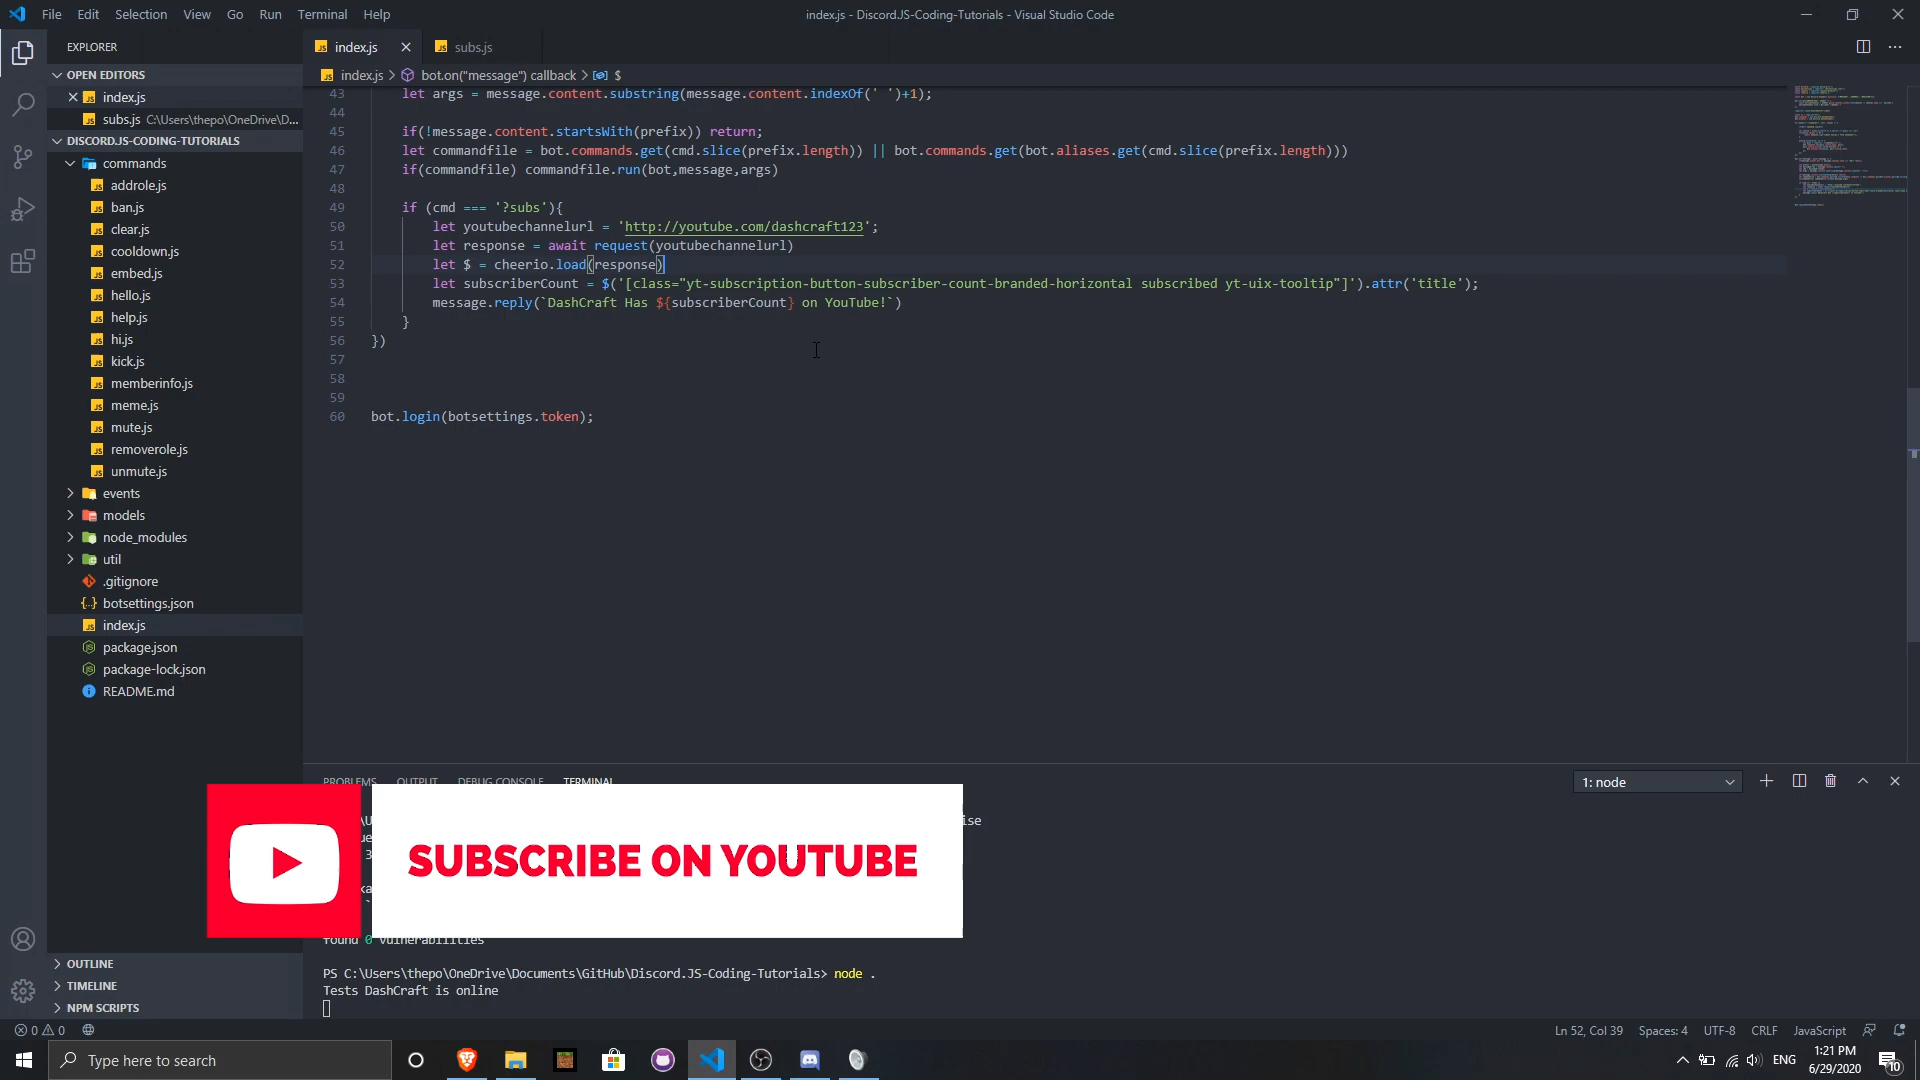 File Edit Selection View Go Run Terminal Help
index.js - Discord.JS-Coding-Tutorials - Visual Studio Code
EXPLORER
OPEN EDITORS
index.js
subs.js C:\Users\thepo\OneDrive\D...
DISCORD.JS-CODING-TUTORIALS
commands
addrole.js
ban.js
clear.js
cooldown.js
embed.js
hello.js
help.js
hi.js
kick.js
memberinfo.js
meme.js
mute.js
removerole.js
unmute.js
events
models
node_modules
util
.gitignore
botsettings.json
index.js
package.json
package-lock.json
README.md
OUTLINE
TIMELINE
NPM SCRIPTS
index.js subs.js
index.js > bot.on("message") callback > $
43 let args = message.content.substring(message.content.indexOf(' ')+1);
44
45 if(!message.content.startsWith(prefix)) return;
46 let commandfile = bot.commands.get(cmd.slice(prefix.length)) || bot.commands.get(bot.aliases.get(cmd.slice(prefix.length)))
47 if(commandfile) commandfile.run(bot,message,args)
48
49 if (cmd === '?subs'){
50 let youtubechannelurl = 'http://youtube.com/dashcraft123';
51 let response = await request(youtubechannelurl)
52 let $ = cheerio.load(response)
53 let subscriberCount = $('[class="yt-subscription-button-subscriber-count-branded-horizontal subscribed yt-uix-tooltip"]').attr('title');
54 message.reply(`DashCraft Has ${subscriberCount} on YouTube!`)
55 }
56 })
57
58
59
60 bot.login(botsettings.token);
PROBLEMS OUTPUT DEBUG CONSOLE TERMINAL
1: node
SUBSCRIBE ON YOUTUBE
found 0 vulnerabilities
PS C:\Users\thepo\OneDrive\Documents\GitHub\Discord.JS-Coding-Tutorials> node .
Tests DashCraft is online
0 0
Ln 52, Col 39 Spaces: 4 UTF-8 CRLF JavaScript
Type here to search
ENG
1:21 PM
6/29/2020
10